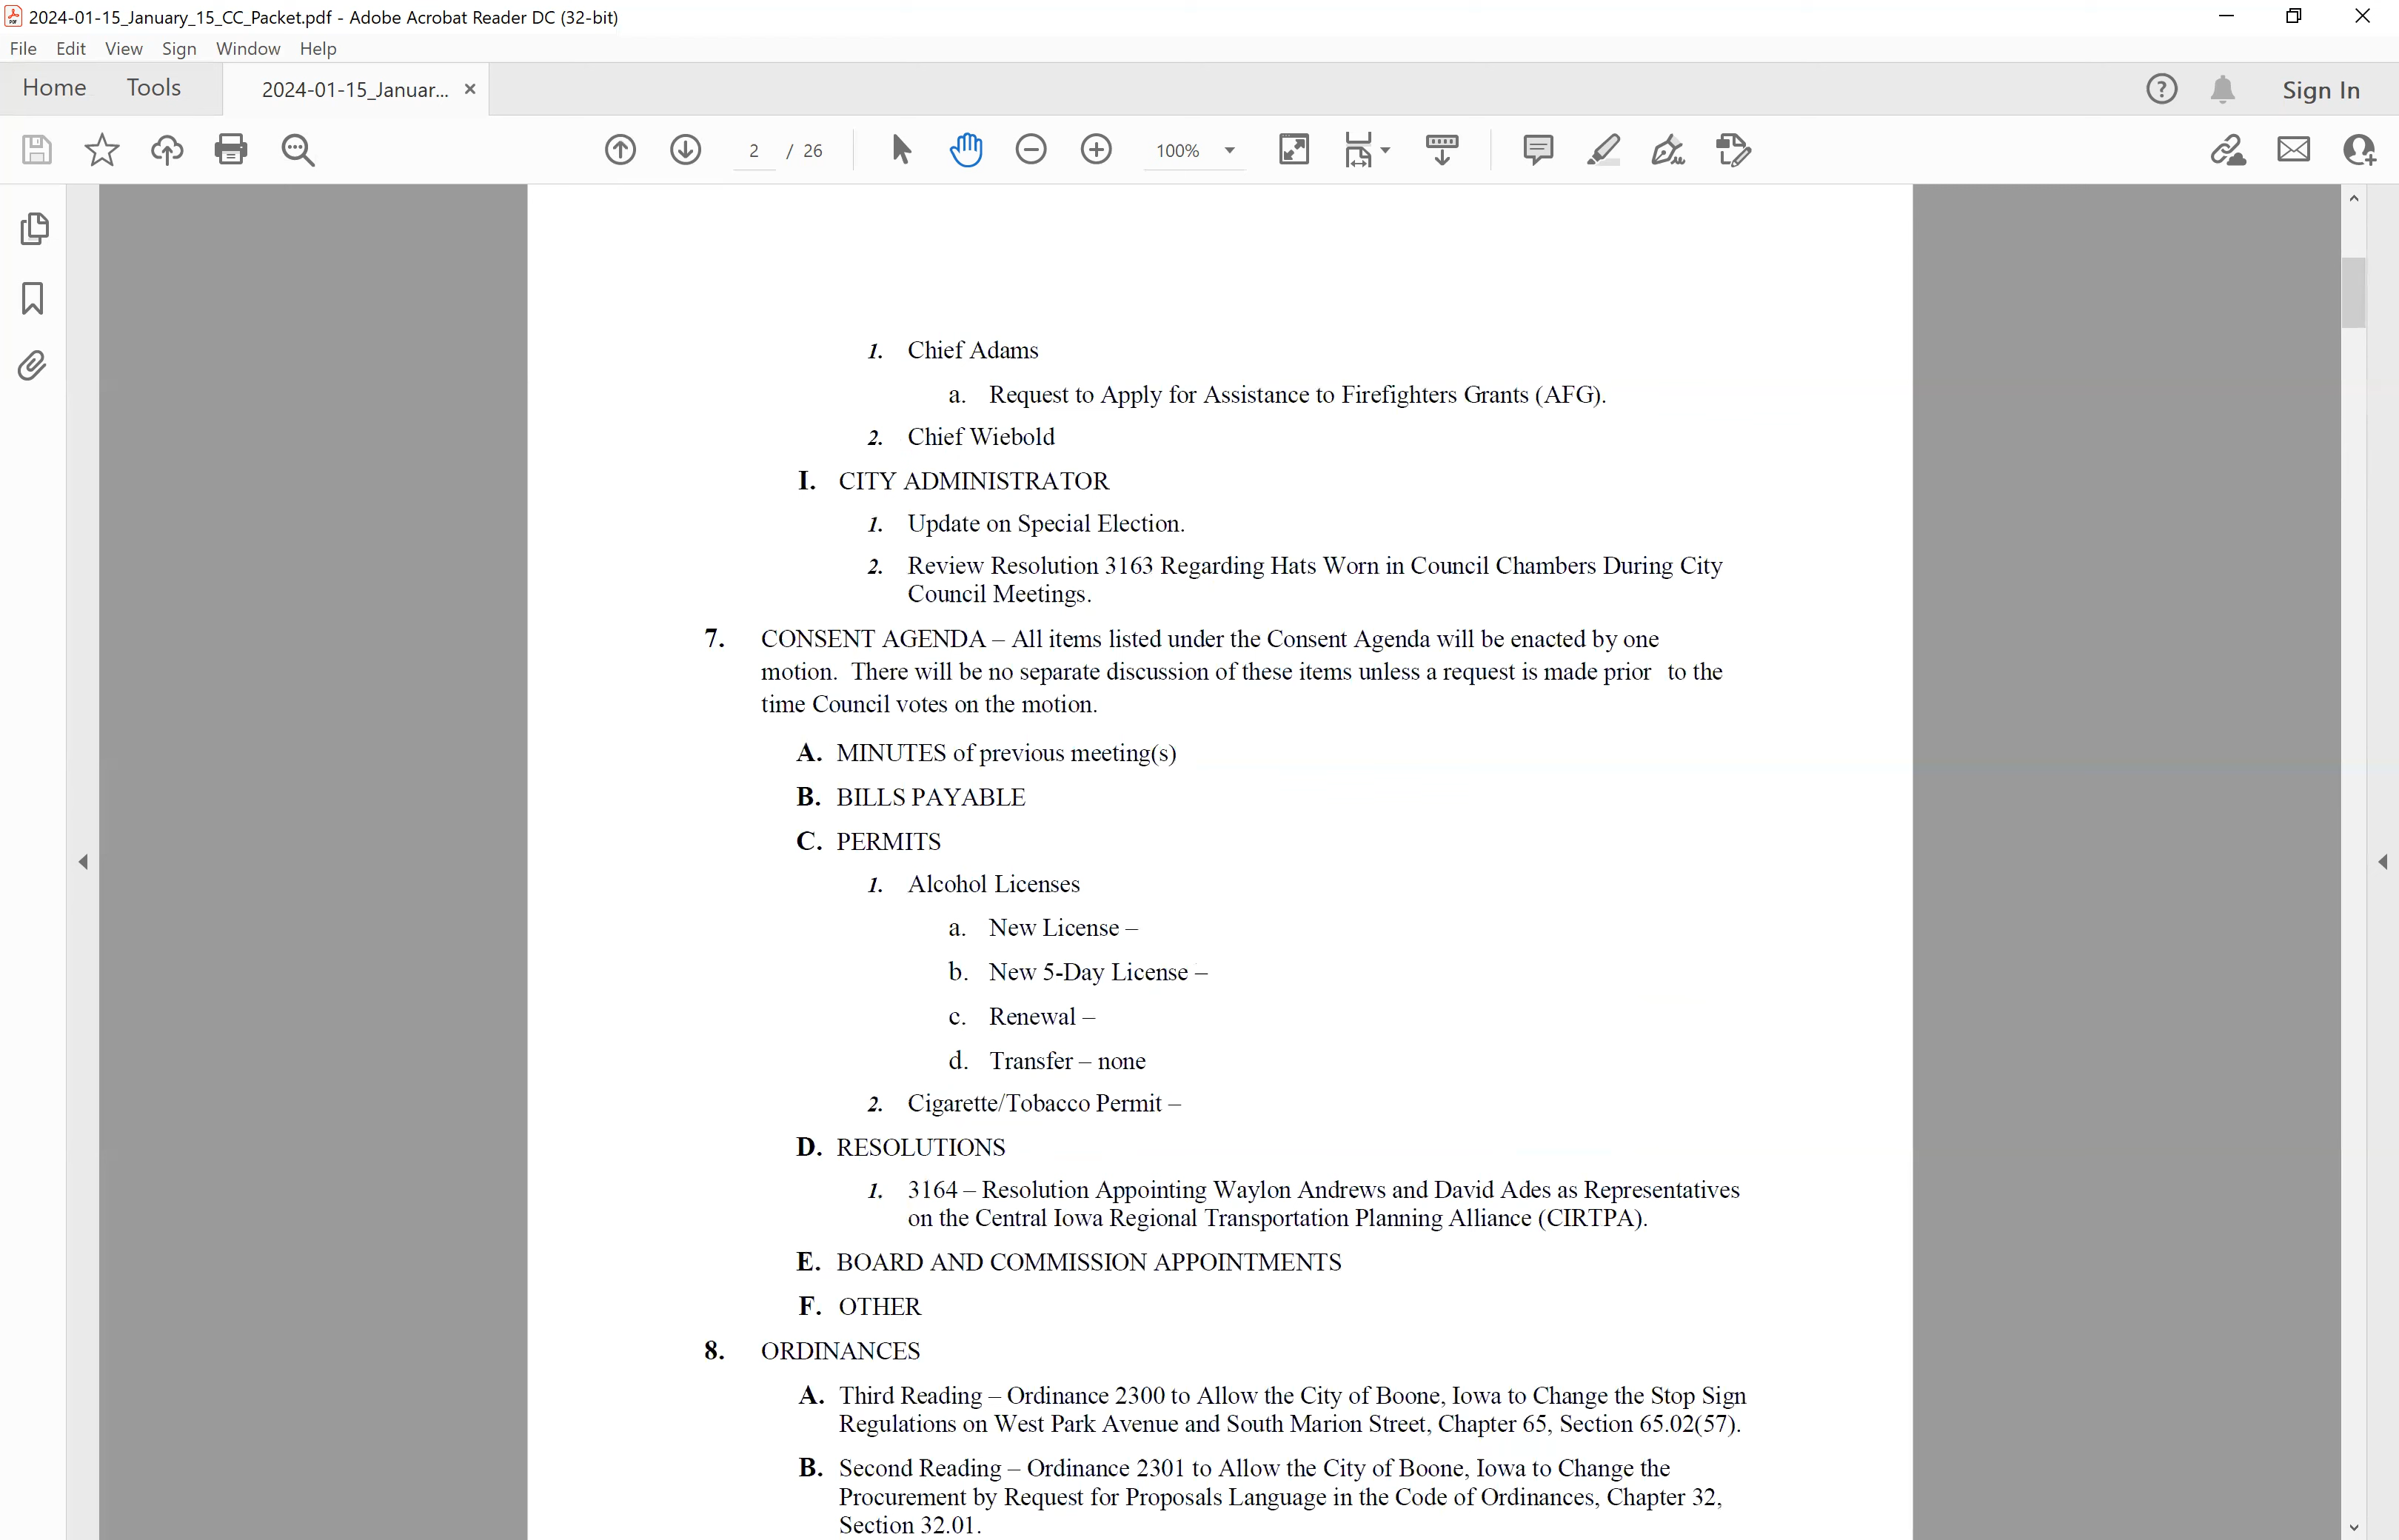 2024-01-15_January_15_CC_Packet.pdf - Adobe Acrobat Reader DC (32-bit)
File Edit View Sign Window Help
Home Tools 2024-01-15_Januar... × Sign In
2 / 26 100%
1. Chief Adams
a. Request to Apply for Assistance to Firefighters Grants (AFG).
2. Chief Wiebold
I. CITY ADMINISTRATOR
1. Update on Special Election.
2. Review Resolution 3163 Regarding Hats Worn in Council Chambers During City
Council Meetings.
7. CONSENT AGENDA – All items listed under the Consent Agenda will be enacted by one
motion. There will be no separate discussion of these items unless a request is made prior to the
time Council votes on the motion.
A. MINUTES of previous meeting(s)
B. BILLS PAYABLE
C. PERMITS
1. Alcohol Licenses
a. New License –
b. New 5-Day License –
c. Renewal –
d. Transfer – none
2. Cigarette/Tobacco Permit –
D. RESOLUTIONS
1. 3164 – Resolution Appointing Waylon Andrews and David Ades as Representatives
on the Central Iowa Regional Transportation Planning Alliance (CIRTPA).
E. BOARD AND COMMISSION APPOINTMENTS
F. OTHER
8. ORDINANCES
A. Third Reading – Ordinance 2300 to Allow the City of Boone, Iowa to Change the Stop Sign
Regulations on West Park Avenue and South Marion Street, Chapter 65, Section 65.02(57).
B. Second Reading – Ordinance 2301 to Allow the City of Boone, Iowa to Change the
Procurement by Request for Proposals Language in the Code of Ordinances, Chapter 32,
Section 32.01.